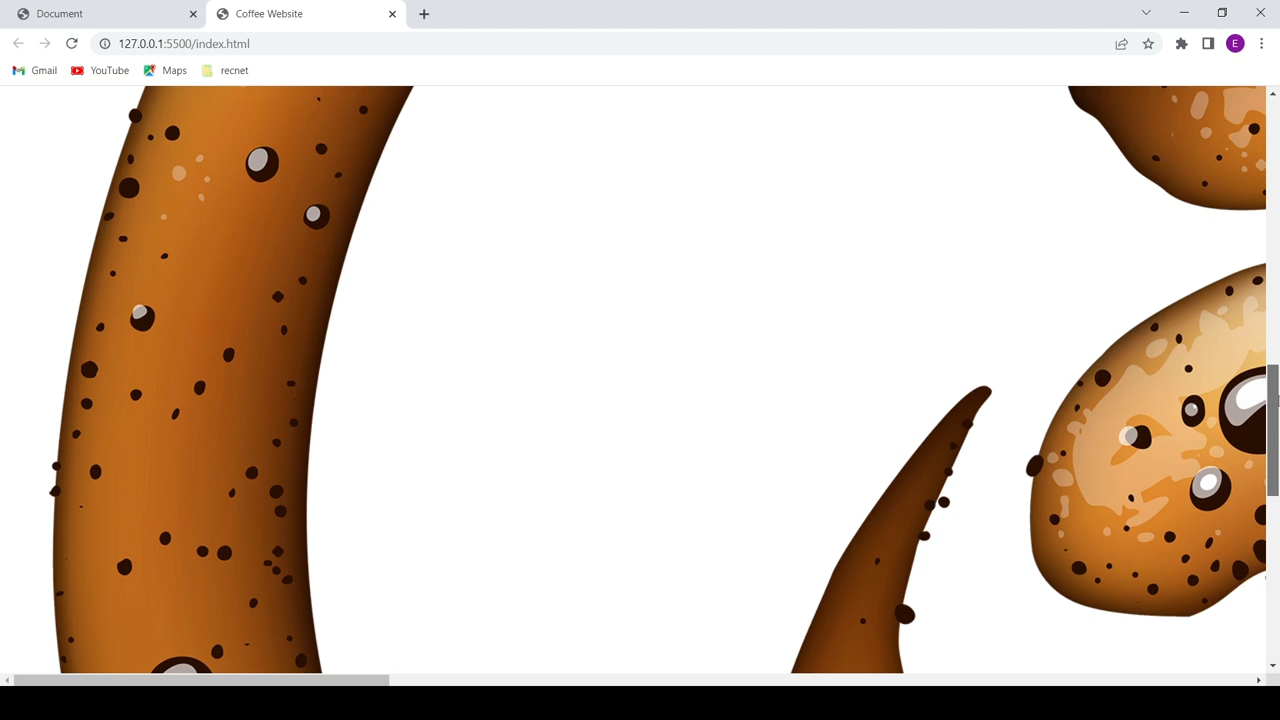 Document
Coffee Website
127.0.0.1:5500/index.html
E
Gmail
YouTube
Maps
recnet